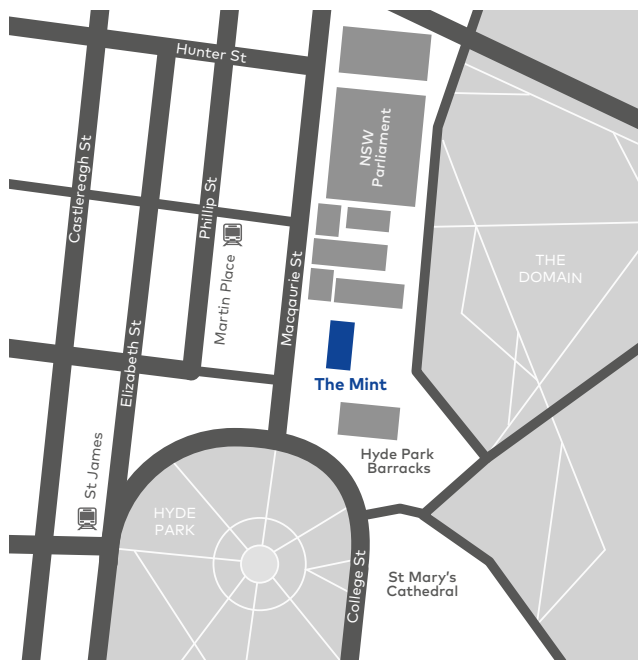 Hunter St
NSW
Parliament
Castlereagh St
Phillip St
Martin Place
Macqaurie St
THE
DOMAIN
Elizabeth St
The Mint
Hyde Park
Barracks
St James
HYDE
PARK
College St
St Mary's
Cathedral